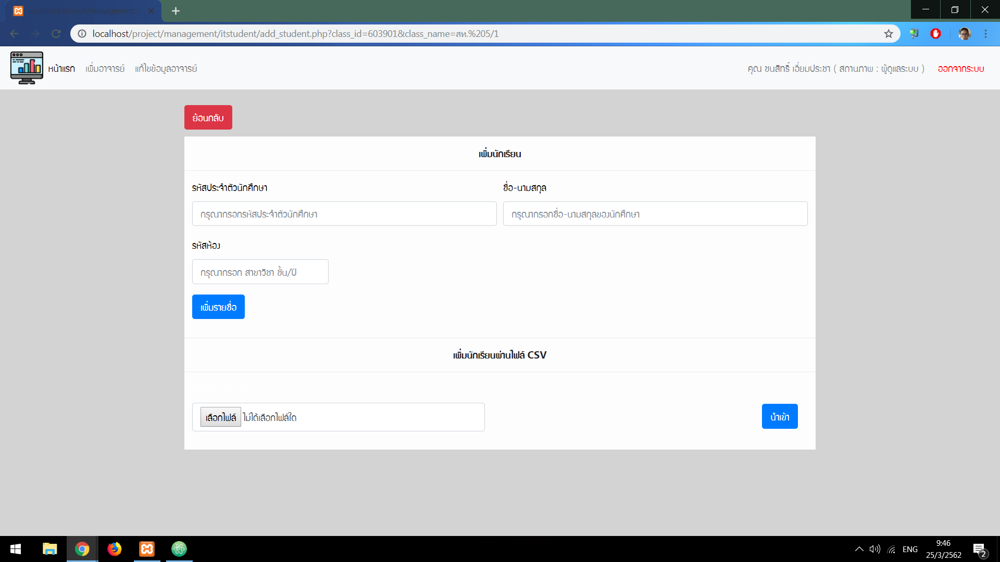 localhost/project/management
localhost/project/management/itstudent/add_student.php?class_id=603901&class_name=สท.%205/1
หน้าแรก เพิ่มอาจารย์ แก้ไขข้อมูลอาจารย์ คุณ ชนสิทธิ์ เอี่ยมประชา ( สถานภาพ : ผู้ดูแลระบบ ) ออกจากระบบ
ย้อนกลับ
เพิ่มนักเรียน
รหัสประจำตัวนักศึกษา ชื่อ-นามสกุล
กรุณากรอกรหัสประจำตัวนักศึกษา กรุณากรอกชื่อ-นามสกุลของนักศึกษา
รหัสห้อง
กรุณากรอก สาขาวิชา ชั้น/ปี
เพิ่มรายชื่อ
เพิ่มนักเรียนผ่านไฟล์ CSV
เลือกไฟล์ ไม่ได้เลือกไฟล์ใด นำเข้า
ENG
9:46
25/3/2562
2